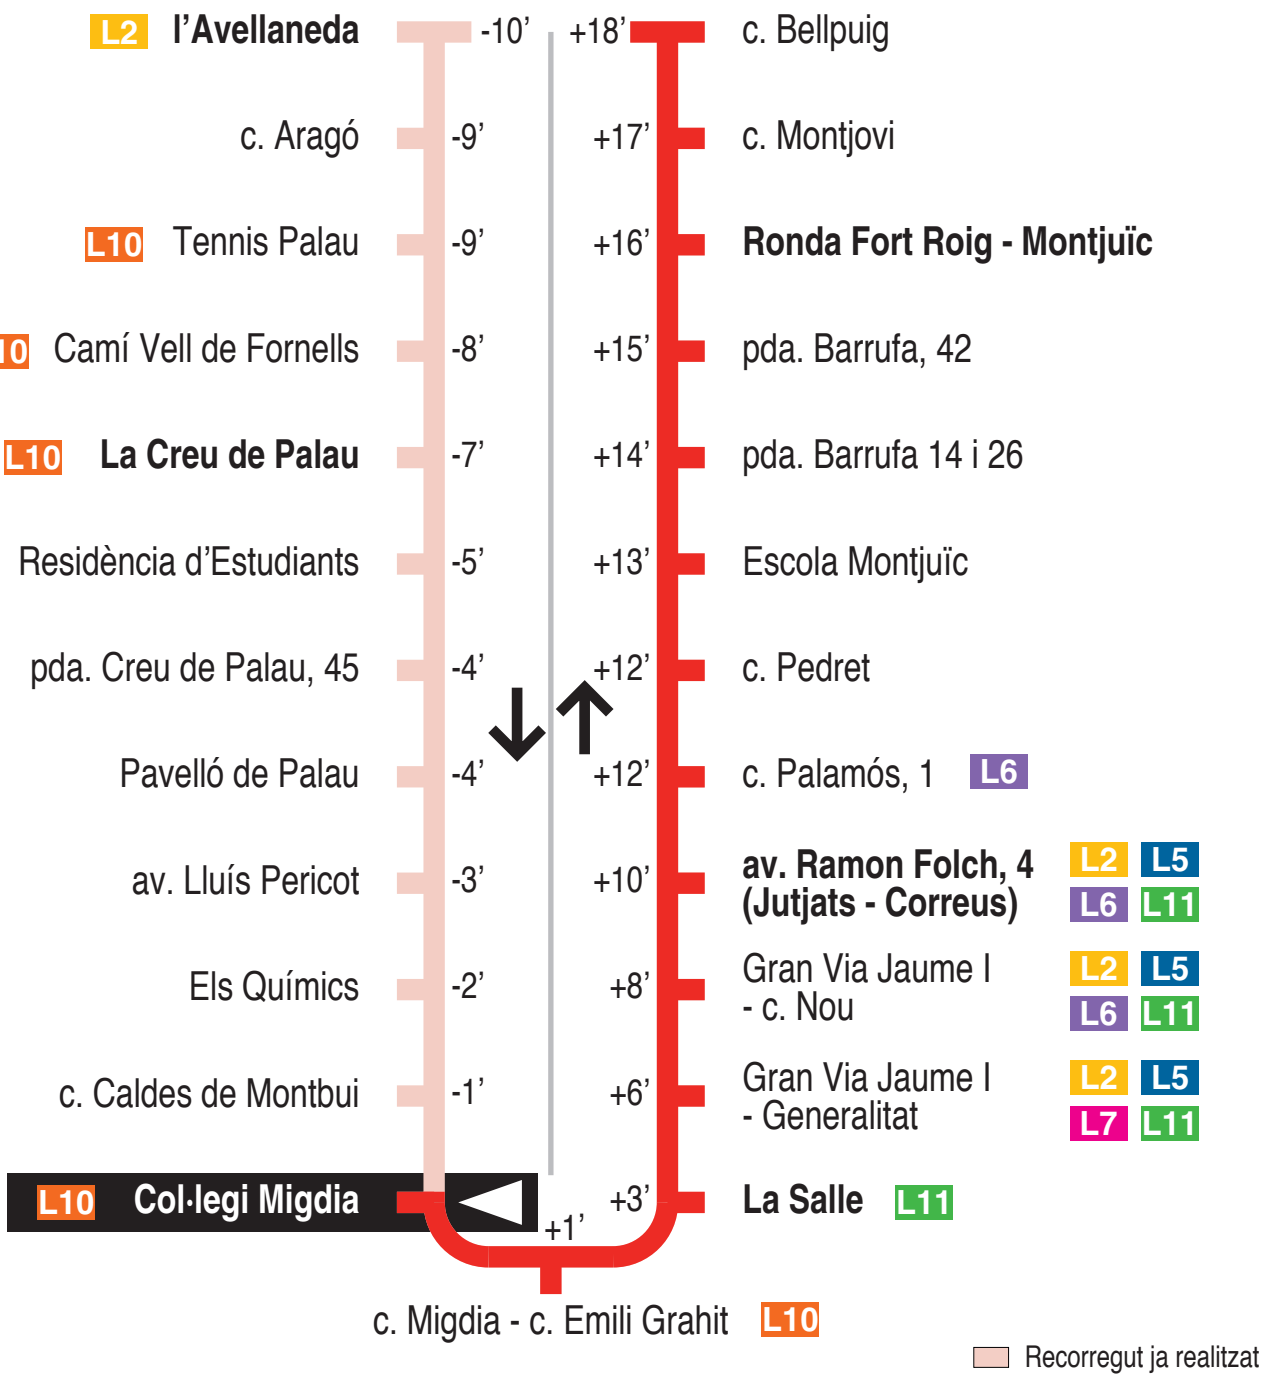 L2 l’Avellaneda -10’
c. Aragó -9’
L10 Tennis Palau -9’
10 Camí Vell de Fornells -8’
L10 La Creu de Palau -7’
Residència d’Estudiants -5’
pda. Creu de Palau, 45 -4’
Pavelló de Palau -4’
av. Lluís Pericot -3’
Els Químics -2’
c. Caldes de Montbui -1’
L10 Col·legi Migdia
+1’
c. Migdia - c. Emili Grahit L10
+18’ c. Bellpuig
+17’ c. Montjovi
+16’ Ronda Fort Roig - Montjuïc
+15’ pda. Barrufa, 42
+14’ pda. Barrufa 14 i 26
+13’ Escola Montjuïc
+12’ c. Pedret
+12’ c. Palamós, 1 L6
+10’ av. Ramon Folch, 4 L2 L5
(Jutjats - Correus) L6 L11
+8’ Gran Via Jaume I L2 L5
- c. Nou L6 L11
+6’ Gran Via Jaume I L2 L5
- Generalitat L7 L11
+3’ La Salle L11
Recorregut ja realitzat